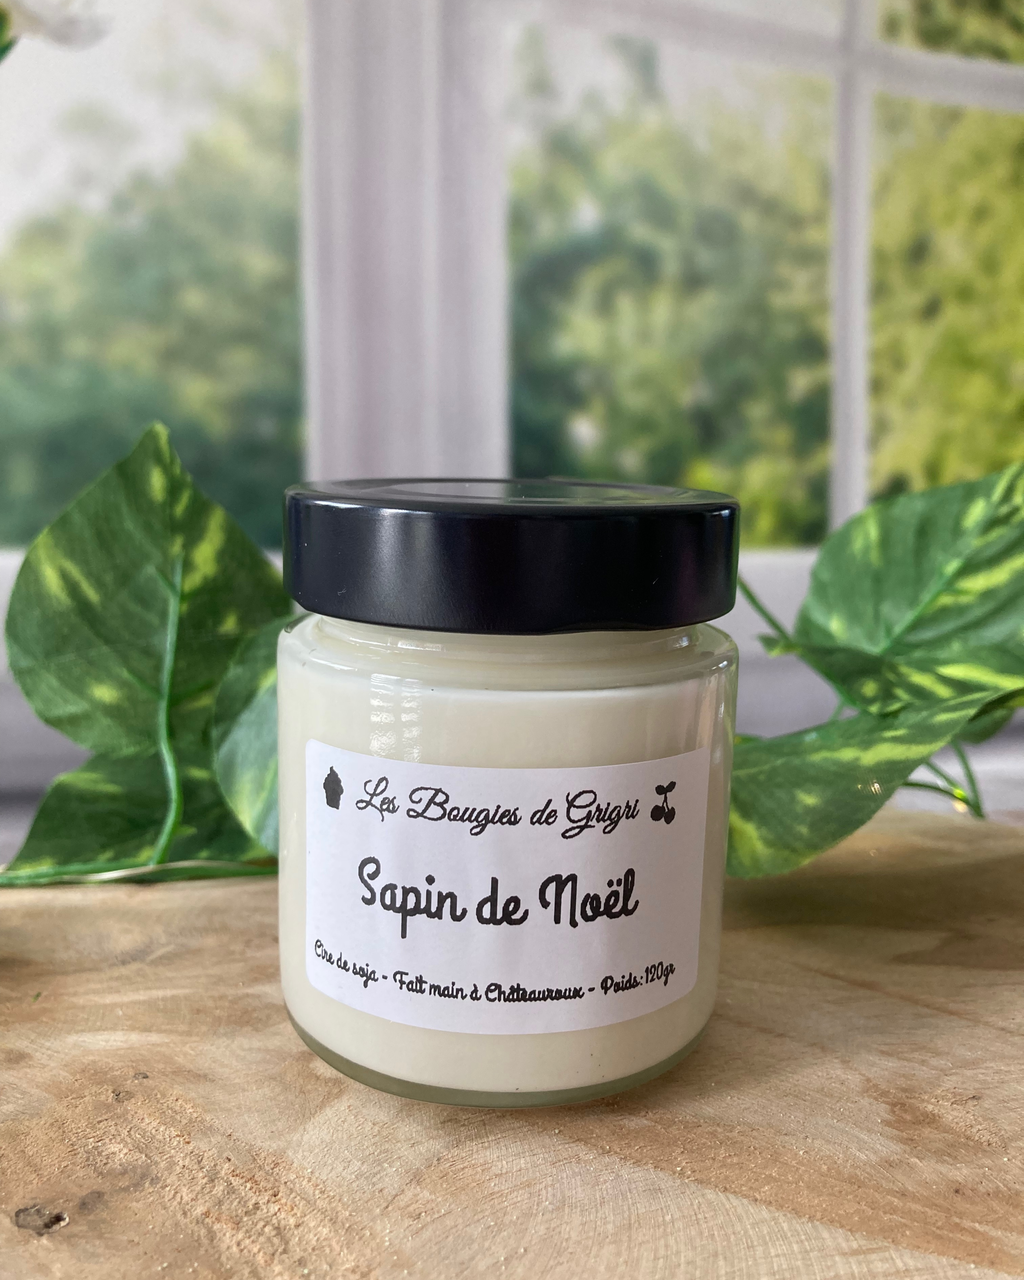 Les Bougies de Grigri
Sapin de Noël
Cire de soja - Fait main à Châteauroux - Poids:120gr